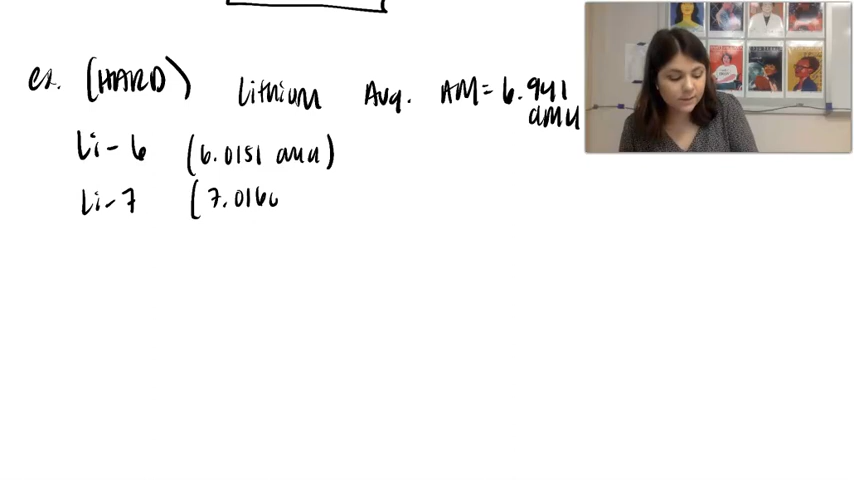 ex. (HARD) Lithium Avg. AM = 6.941 amu
Li-6 (6.0151 amu)
Li-7 (7.0160